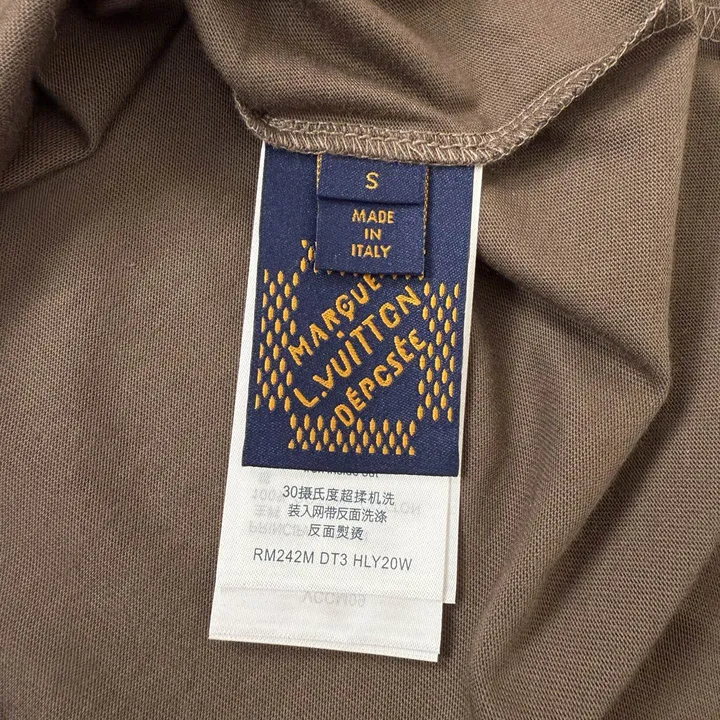 S
MADE
IN
ITALY
MARQUE
L.VUITTON
DÉPOSÉE
30摄氏度超揉机洗
装入网带反面洗涤
反面熨烫
RM242M DT3 HLY20W